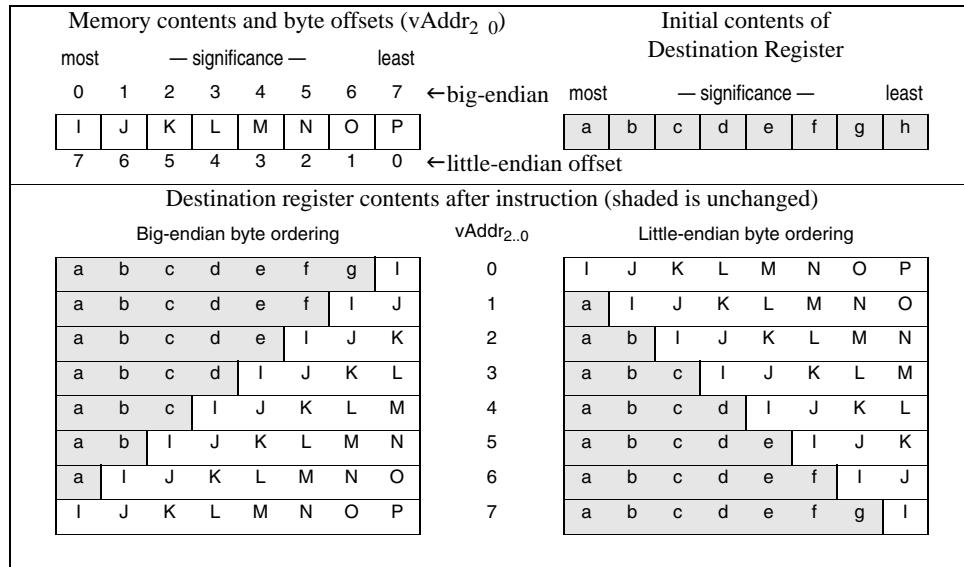 Memory contents and byte offsets (vAddr2 0)
Initial contents of
Destination Register
most — significance — least
0 1 2 3 4 5 6 7 ←big-endian
most — significance — least
I J K L M N O P
a b c d e f g h
7 6 5 4 3 2 1 0 ←little-endian offset
Destination register contents after instruction (shaded is unchanged)
Big-endian byte ordering vAddr2..0 Little-endian byte ordering
a b c d e f g I 0 I J K L M N O P
a b c d e f I J 1 a I J K L M N O
a b c d e I J K 2 a b I J K L M N
a b c d I J K L 3 a b c I J K L M
a b c I J K L M 4 a b c d I J K L
a b I J K L M N 5 a b c d e I J K
a I J K L M N O 6 a b c d e f I J
I J K L M N O P 7 a b c d e f g I